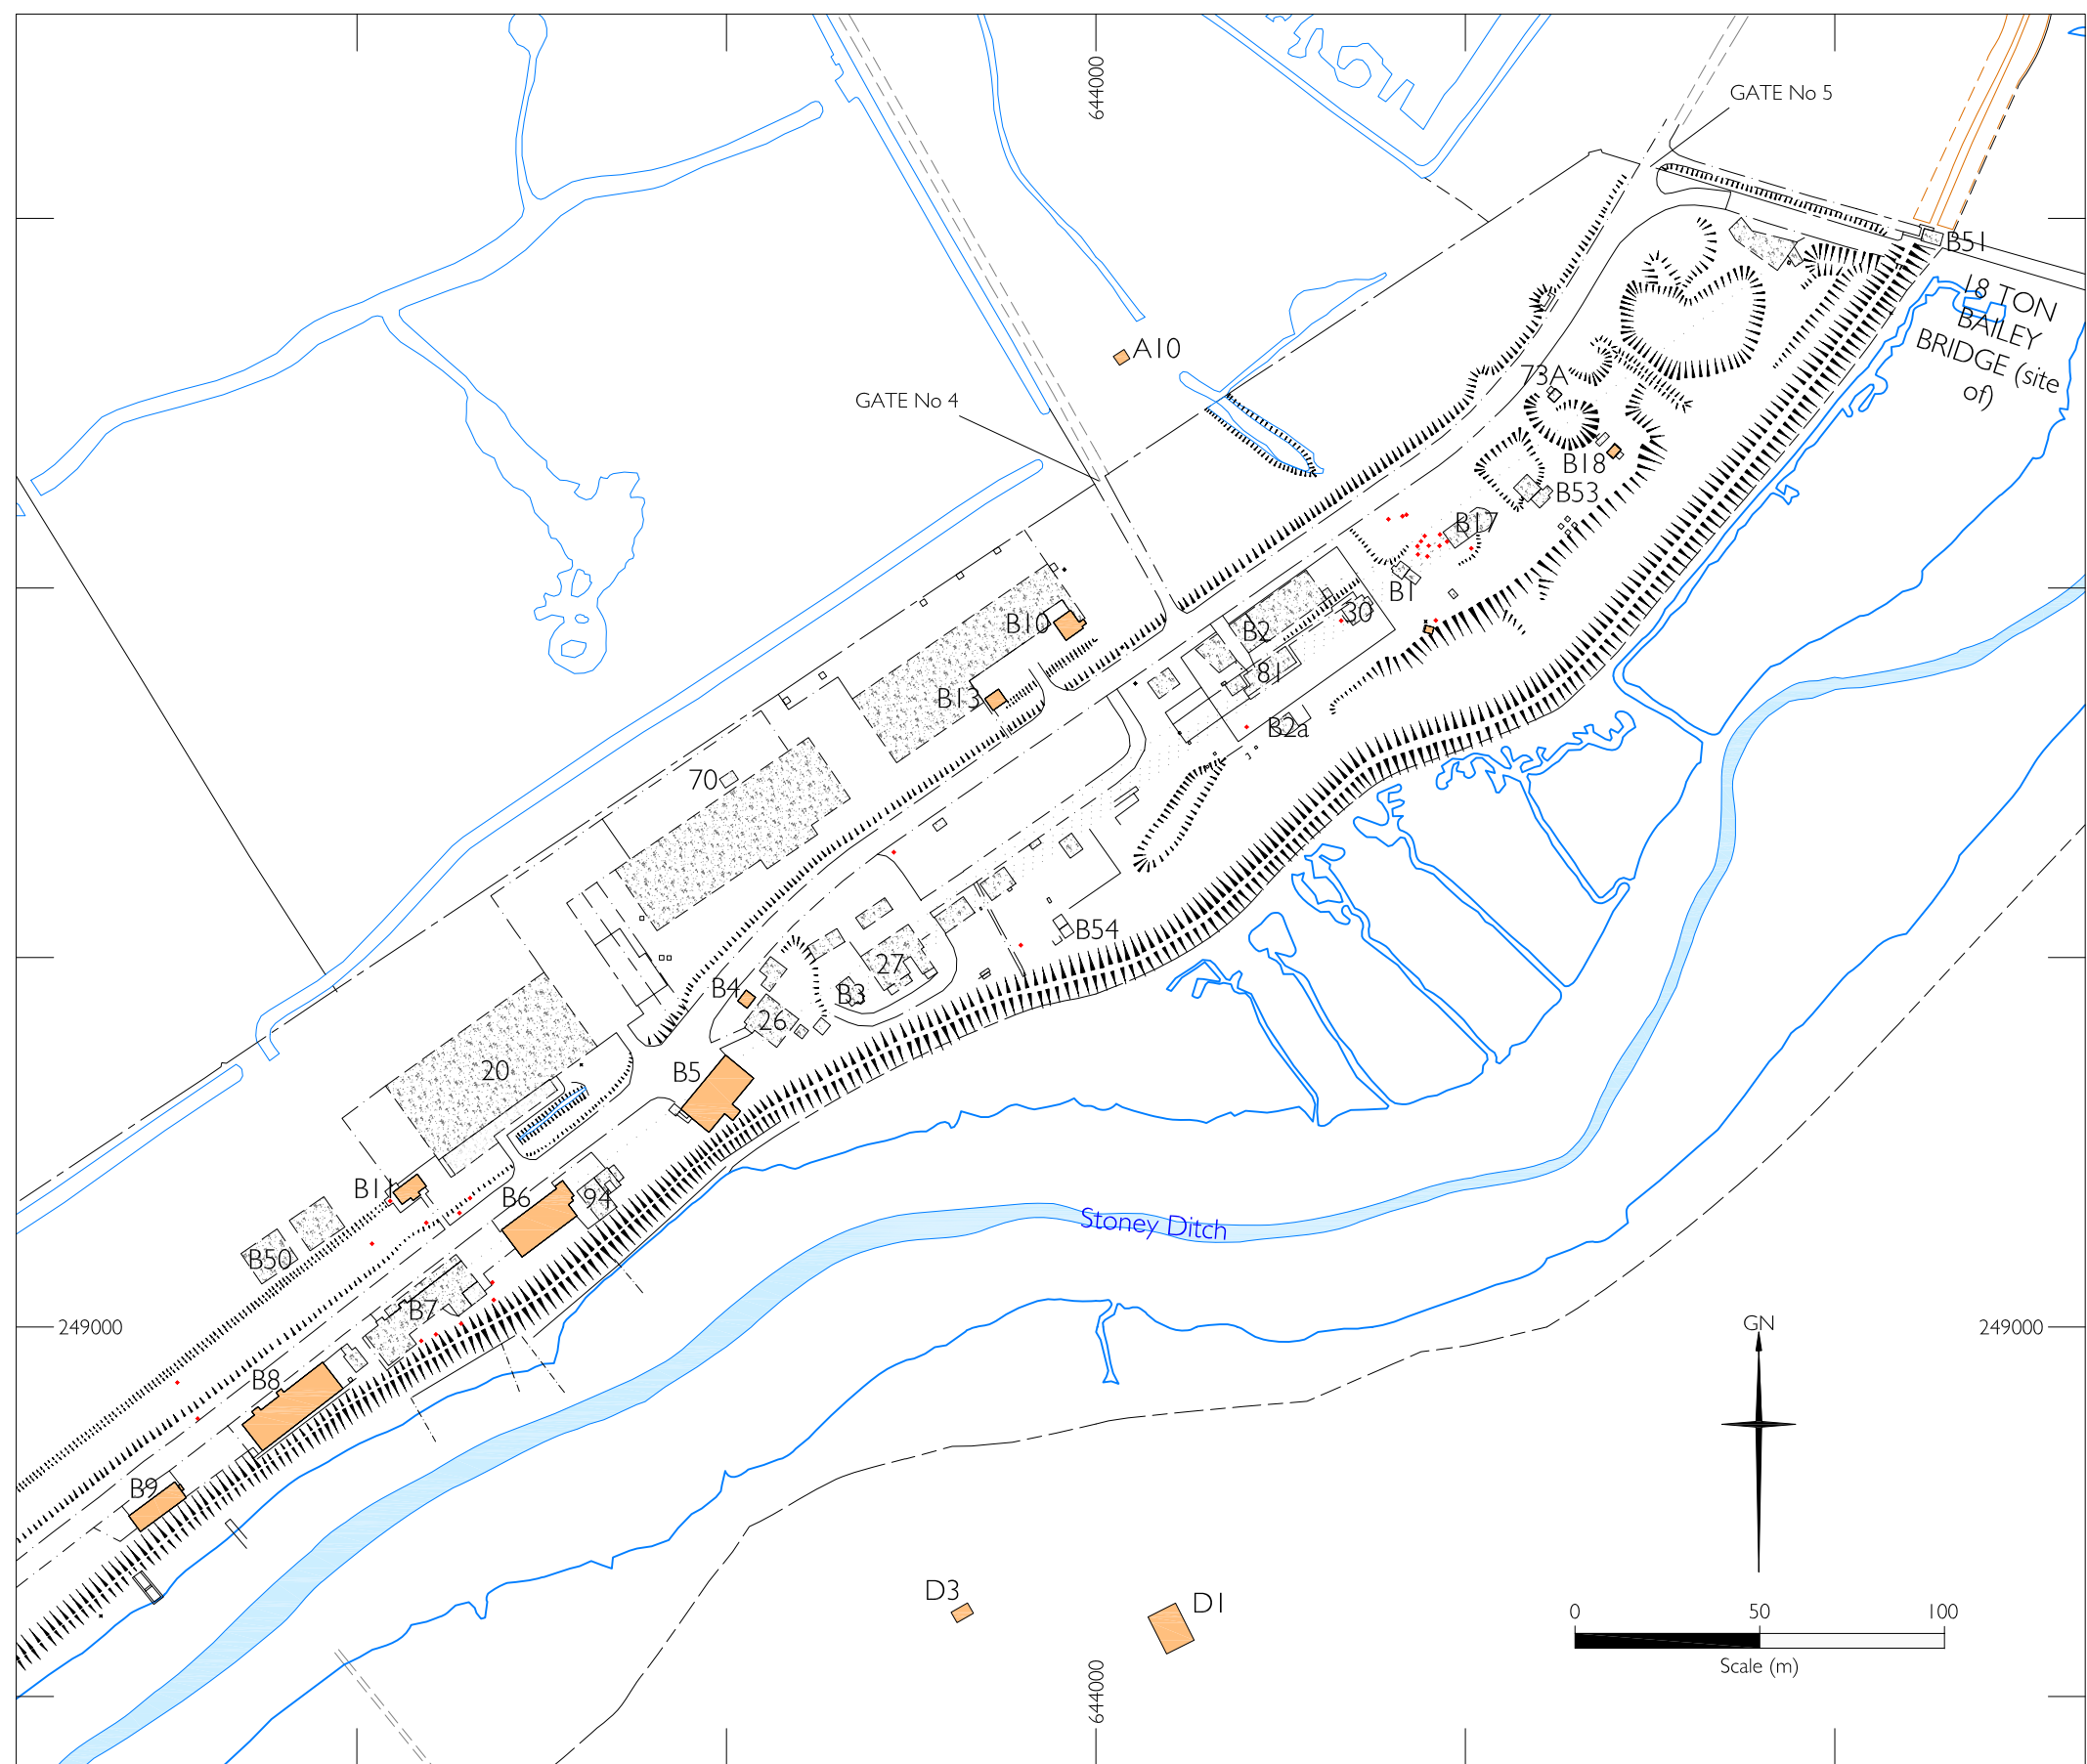 644000
GATE No 5
B51
18 TON
BAILEY
BRIDGE (site
of)
A10
73A
GATE No 4
B18
B53
B17
B1
30
B10
B2
81
B13
B2a
70
B54
27
B4
B3
26
20
B5
B11
B6
94
Stoney Ditch
B50
B7
249000
249000
GN
B8
B9
D3
D1
0
50
100
Scale (m)
644000